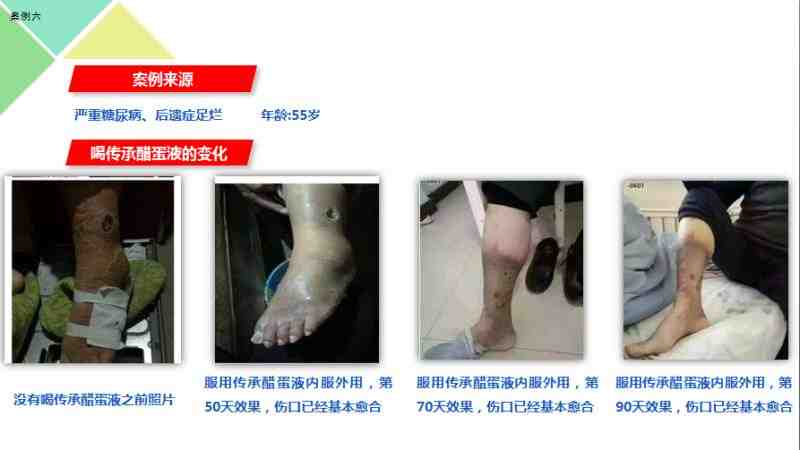 案例六
案例来源
严重糖尿病、后遗症足烂 年龄:55岁
喝传承醋蛋液的变化
没有喝传承醋蛋液之前照片
服用传承醋蛋液内服外用，第
50天效果，伤口已经基本愈合
服用传承醋蛋液内服外用，第
70天效果，伤口已经基本愈合
服用传承醋蛋液内服外用，第
90天效果，伤口已经基本愈合